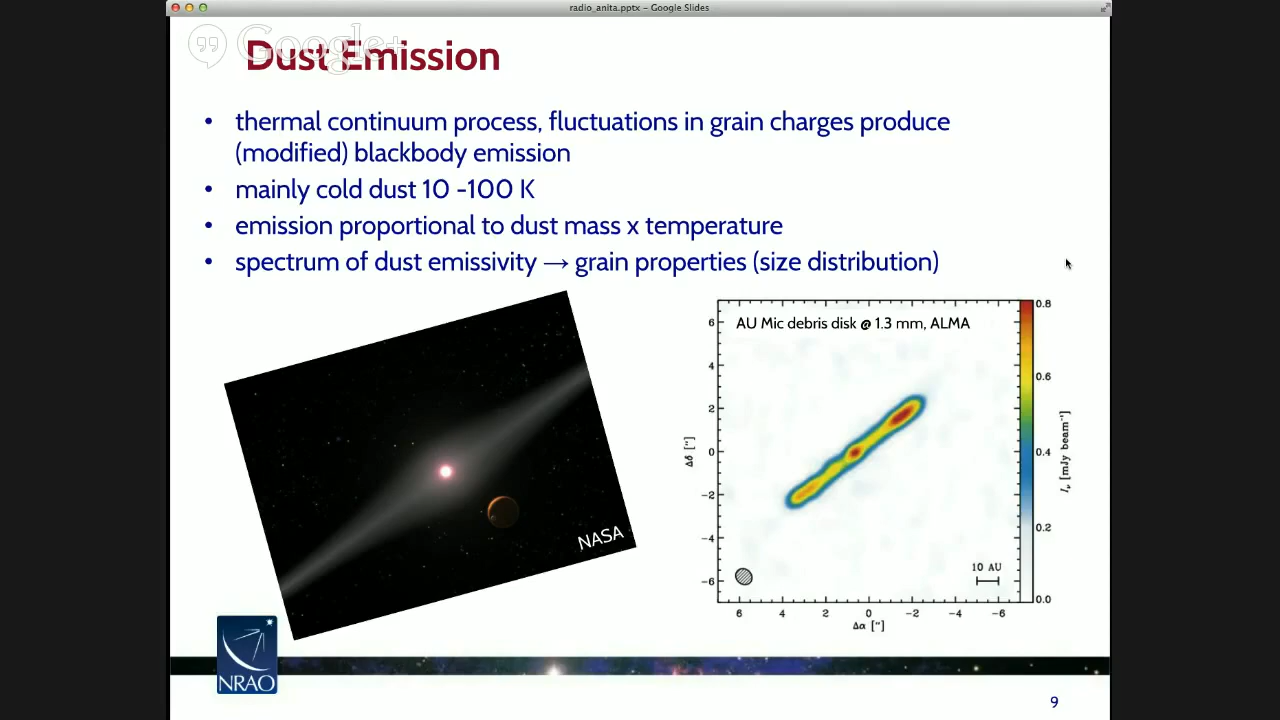 radio_anita.pptx – Google Slides
Google+
Dust Emission
• thermal continuum process, fluctuations in grain charges produce
(modified) blackbody emission
• mainly cold dust 10 -100 K
• emission proportional to dust mass x temperature
• spectrum of dust emissivity → grain properties (size distribution)
NASA
AU Mic debris disk @ 1.3 mm, ALMA
6
4
2
0
-2
-4
-6
Δδ ["]
6 4 2 0 -2 -4 -6
Δα ["]
10 AU
0.8
0.6
0.4
0.2
0.0
Iν [mJy beam⁻¹]
NRAO
9